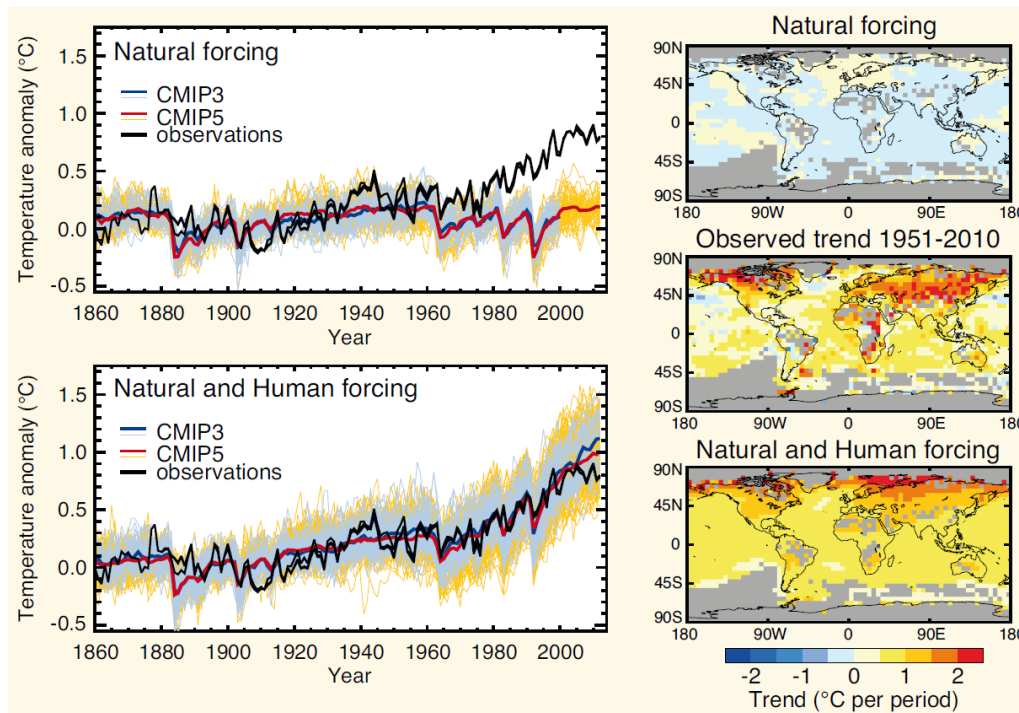 Natural forcing
Temperature anomaly (°C)
1.5
1.0
0.5
0.0
-0.5
CMIP3
CMIP5
observations
1860 1880 1900 1920 1940 1960 1980 2000
Year
Natural and Human forcing
Temperature anomaly (°C)
1.5
1.0
0.5
0.0
-0.5
CMIP3
CMIP5
observations
1860 1880 1900 1920 1940 1960 1980 2000
Year
Natural forcing
90N
45N
0
45S
90S
180 90W 0 90E 180
Observed trend 1951-2010
90N
45N
0
45S
90S
180 90W 0 90E 180
Natural and Human forcing
90N
45N
0
45S
90S
180 90W 0 90E 180
-2 -1 0 1 2
Trend (°C per period)